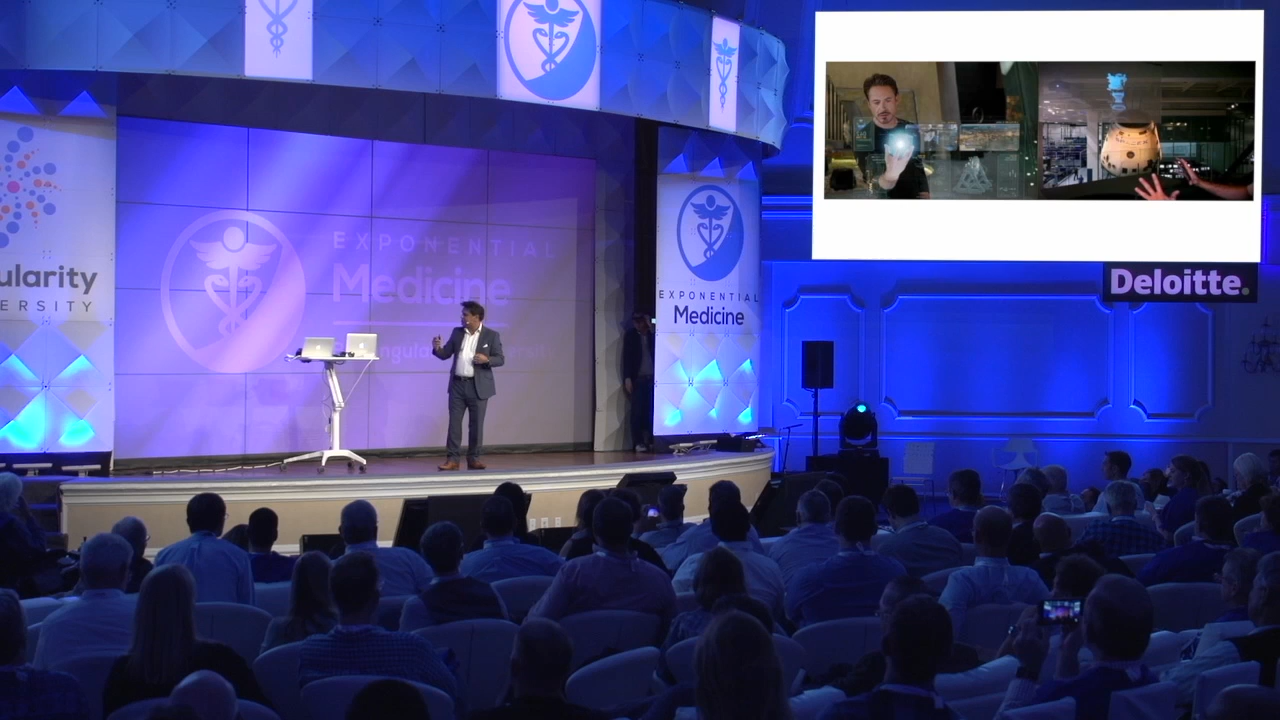 ularity
ERSITY
EXPONENTIAL
Medicine
EXPONENTIAL
Medicine
Deloitte.